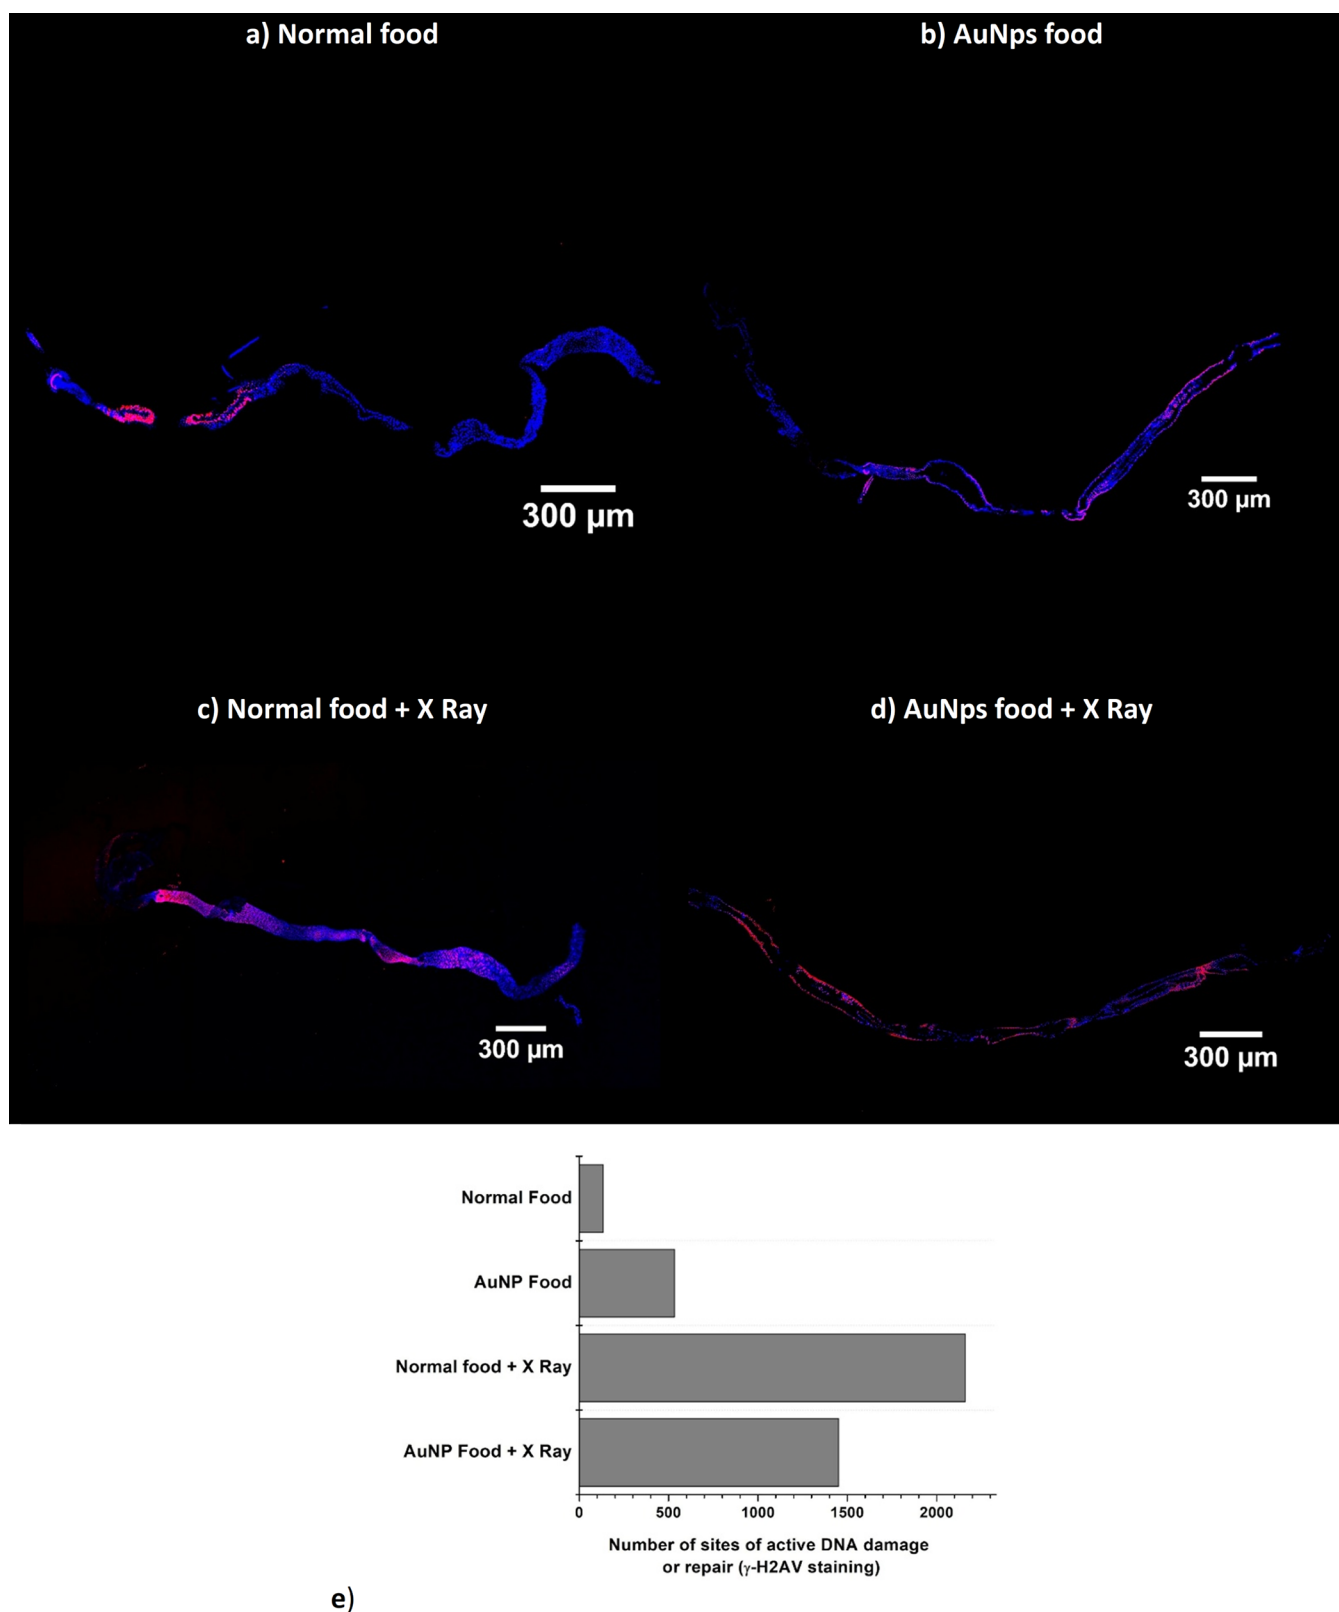 a) Normal food
b) AuNps food
300 µm
300 µm
c) Normal food + X Ray
d) AuNps food + X Ray
300 µm
300 µm
Normal Food
AuNP Food
Normal food + X Ray
AuNP Food + X Ray
0 500 1000 1500 2000
Number of sites of active DNA damage
or repair (γ-H2AV staining)
e)